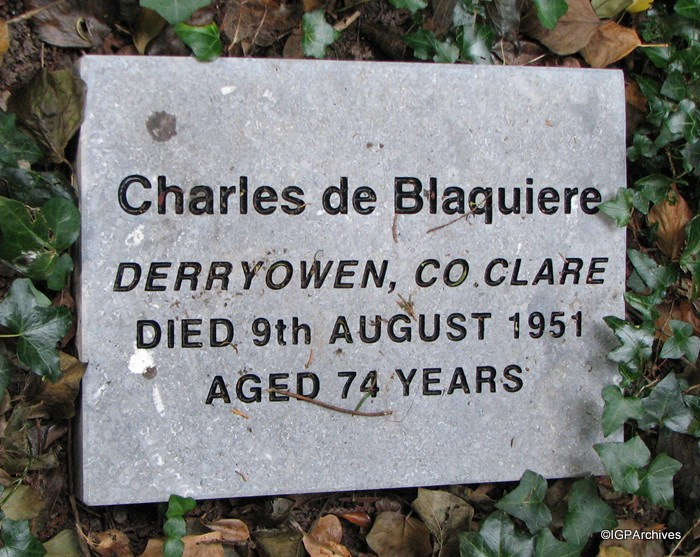 Charles de Blaquiere
DERRYOWEN, CO.CLARE
DIED 9th AUGUST 1951
AGED 74 YEARS
©IGPArchives